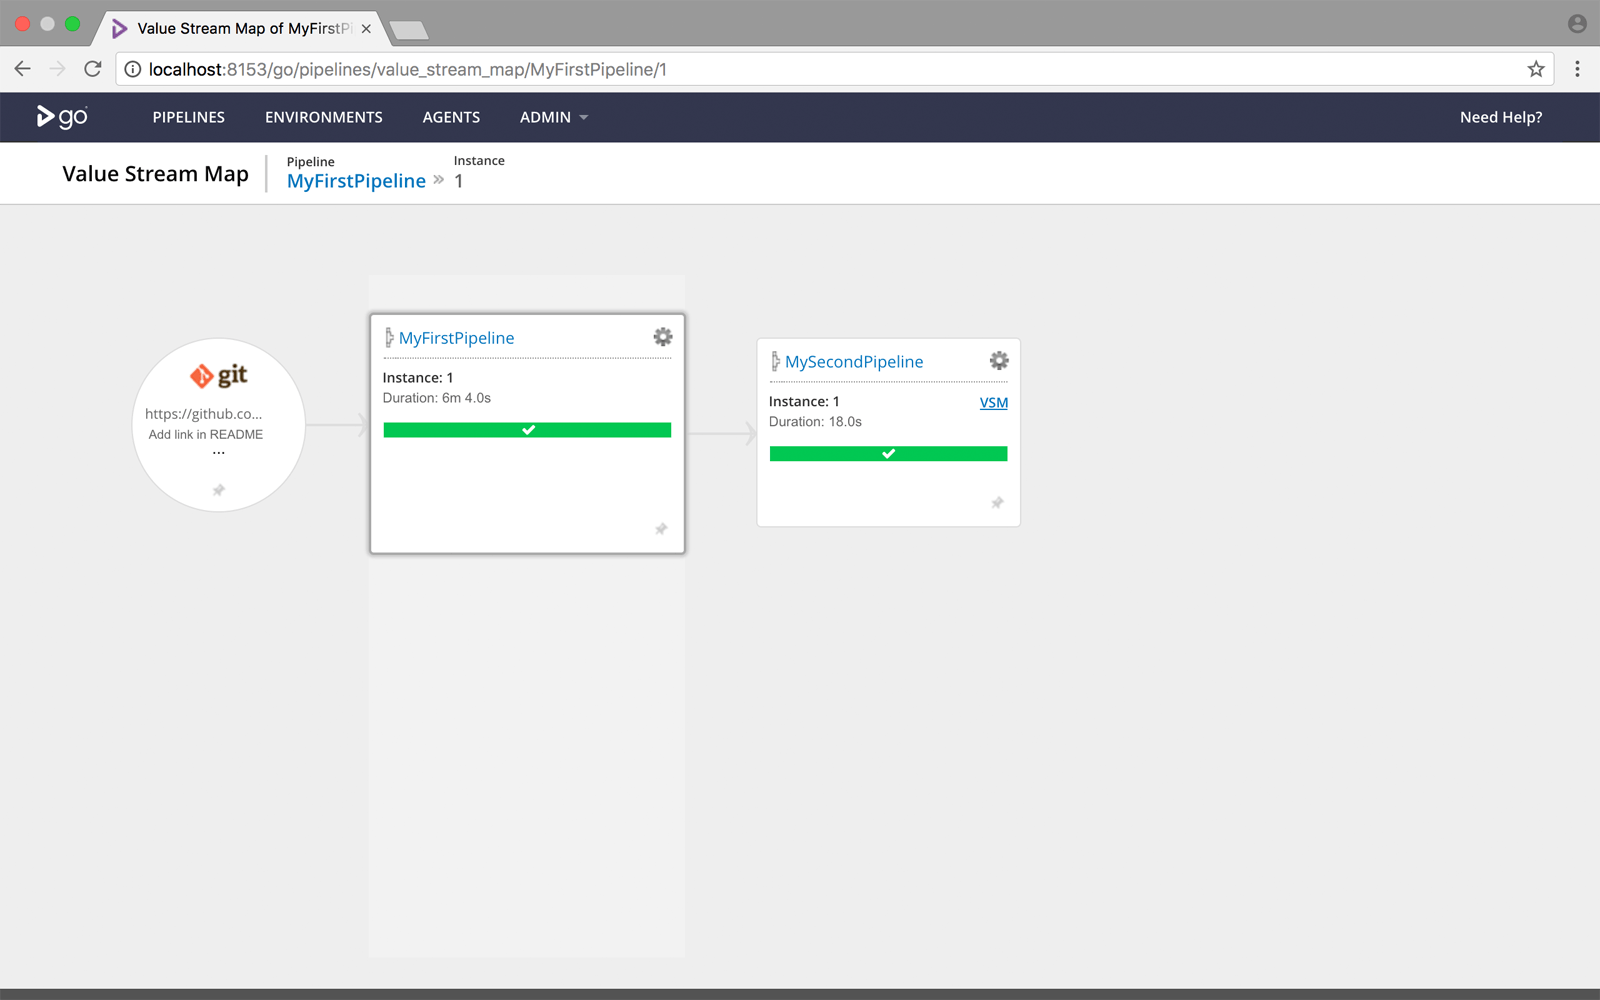 Value Stream Map of MyFirstPi
localhost:8153/go/pipelines/value_stream_map/MyFirstPipeline/1
go PIPELINES ENVIRONMENTS AGENTS ADMIN Need Help?
Value Stream Map
Pipeline
MyFirstPipeline »
Instance
1
git
https://github.co...
Add link in README
...
MyFirstPipeline
Instance: 1
Duration: 6m 4.0s
MySecondPipeline
Instance: 1 VSM
Duration: 18.0s